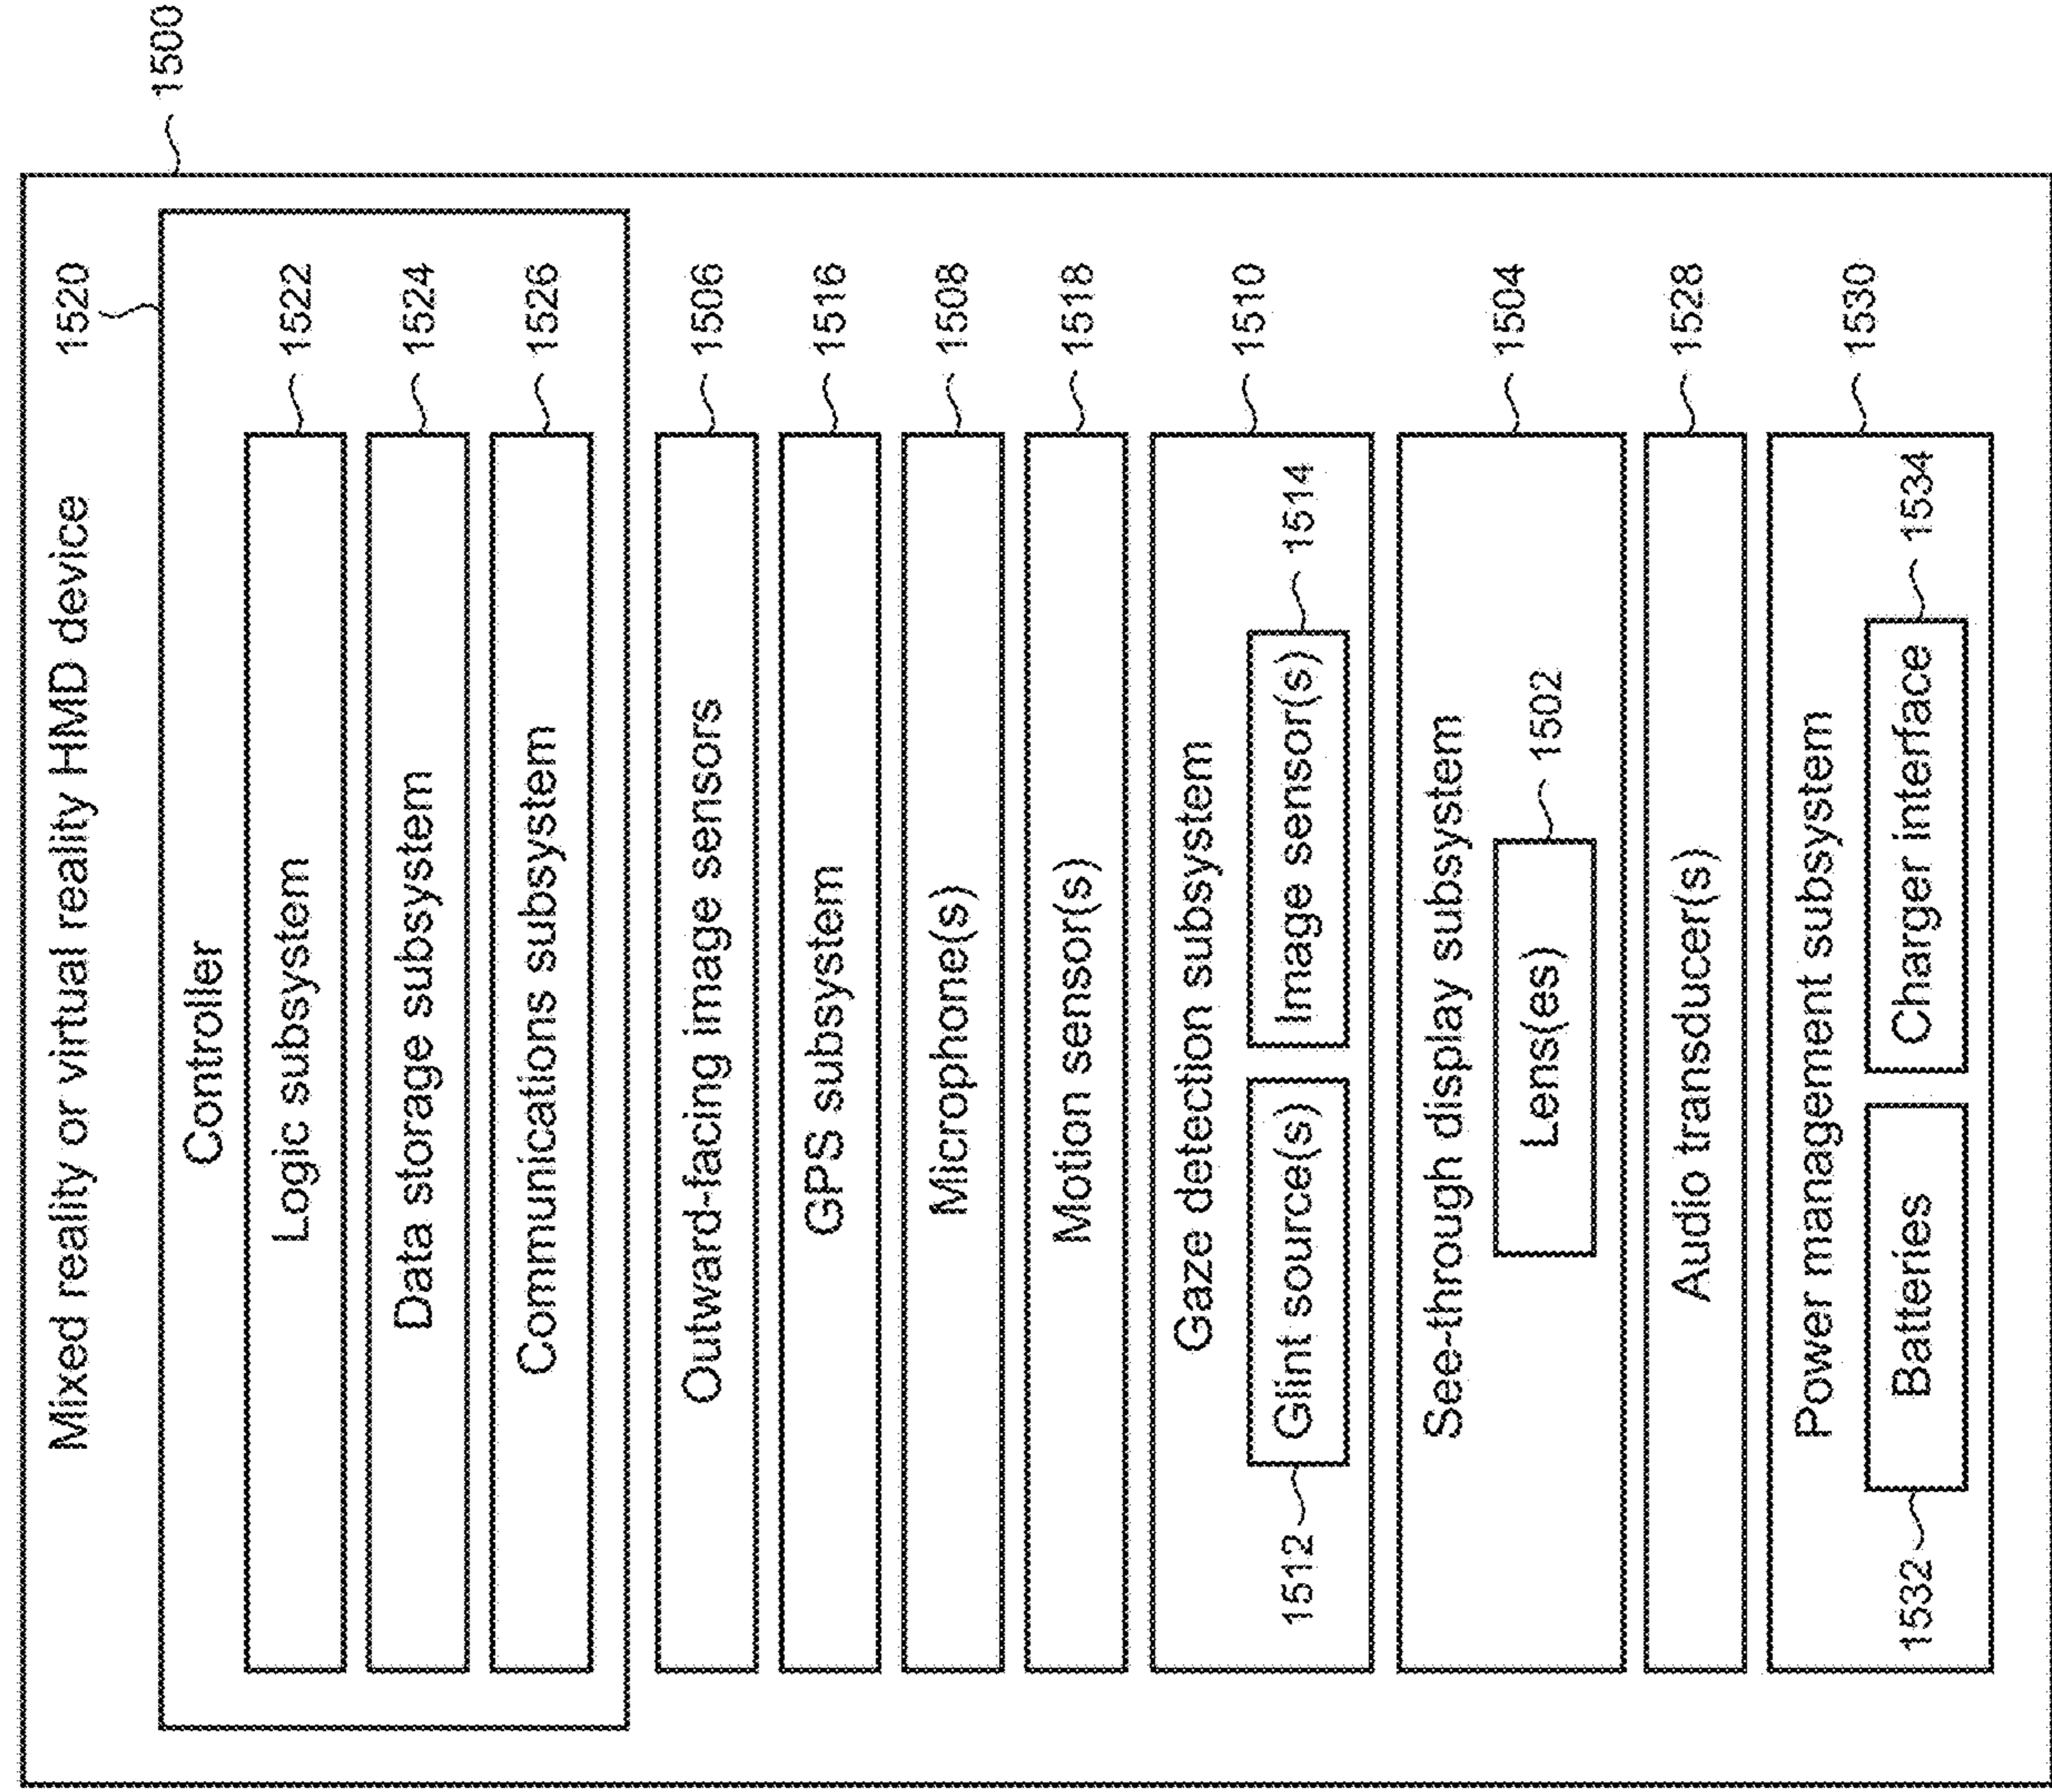 1500
Mixed reality or virtual reality HMD device
1520
Controller
Logic subsystem
1522
Data storage subsystem
1524
Communications subsystem
1526
Outward-facing image sensors
1506
GPS subsystem
1516
Microphone(s)
1508
Motion sensor(s)
1518
Gaze detection subsystem
1510
1512
Glint source(s)
Image sensor(s)
1514
See-through display subsystem
1504
Lens(es)
1502
Audio transducer(s)
1528
Power management subsystem
1530
1532
Batteries
Charger interface
1534